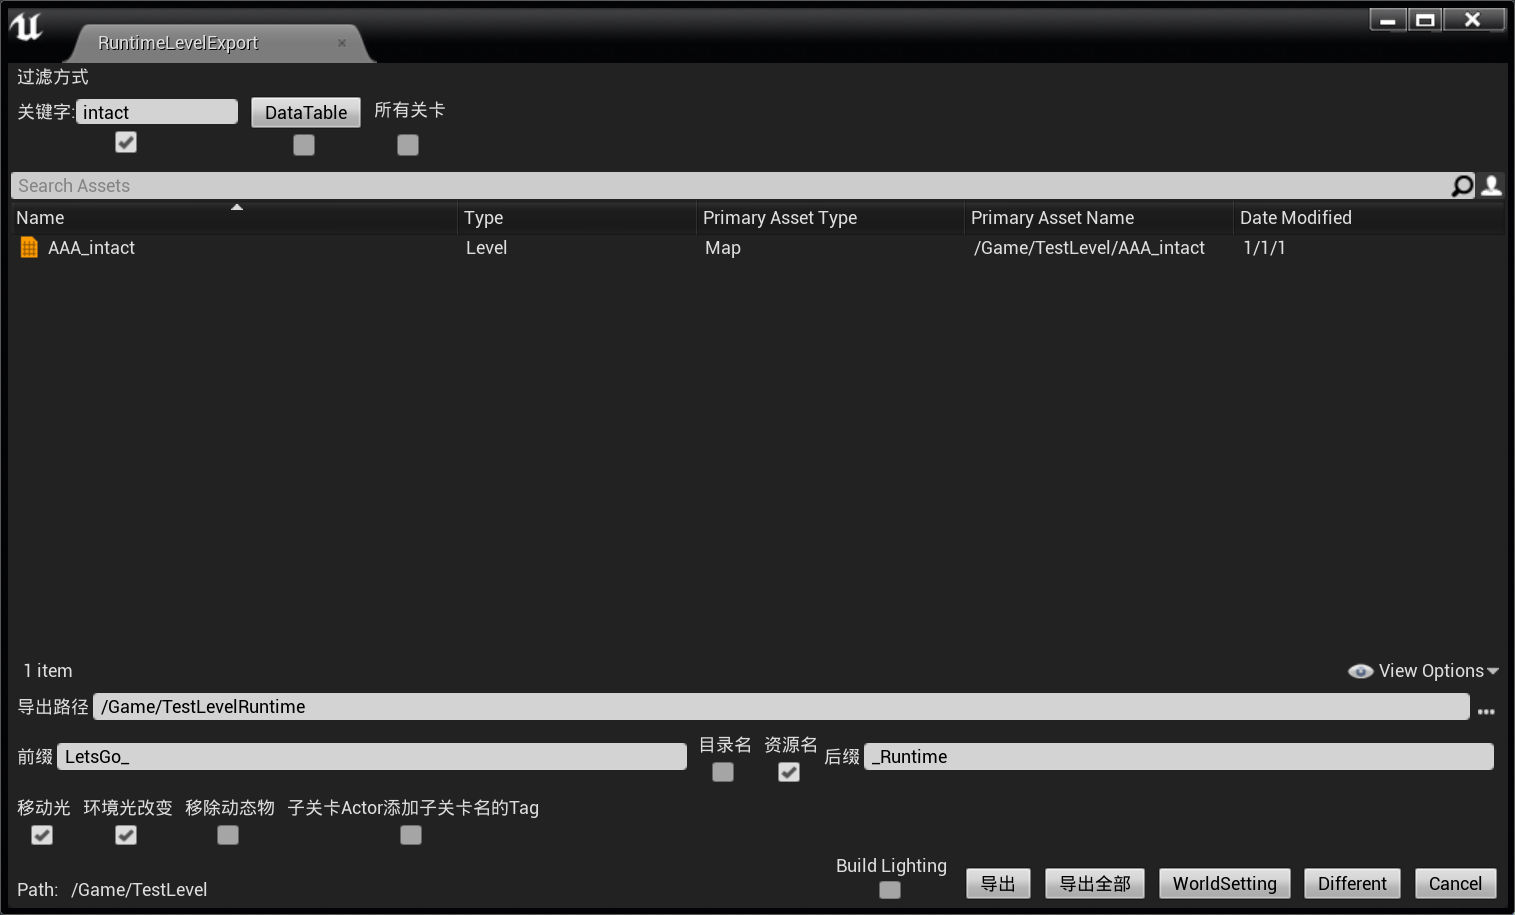 RuntimeLevelExport
过滤方式
关键字: intact DataTable 所有关卡
Search Assets
Name Type Primary Asset Type Primary Asset Name Date Modified
AAA_intact Level Map /Game/TestLevel/AAA_intact 1/1/1
1 item View Options
导出路径 /Game/TestLevelRuntime ...
前缀 LetsGo_ 目录名 资源名 后缀 _Runtime
移动光 环境光改变 移除动态物 子关卡Actor添加子关卡名的Tag
Build Lighting
Path: /Game/TestLevel 导出 导出全部 WorldSetting Different Cancel